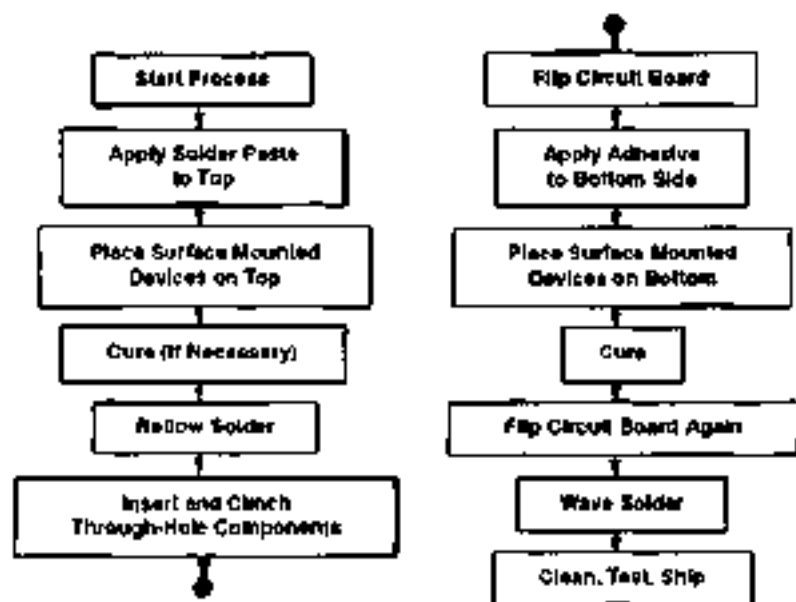 Start Process
Apply Solder Paste
to Top
Place Surface Mounted
Devices on Top
Cure (If Necessary)
Reflow Solder
Insert and Clinch
Through-Hole Components
Flip Circuit Board
Apply Adhesive
to Bottom Side
Place Surface Mounted
Devices on Bottom
Cure
Flip Circuit Board Again
Wave Solder
Clean, Test, Ship